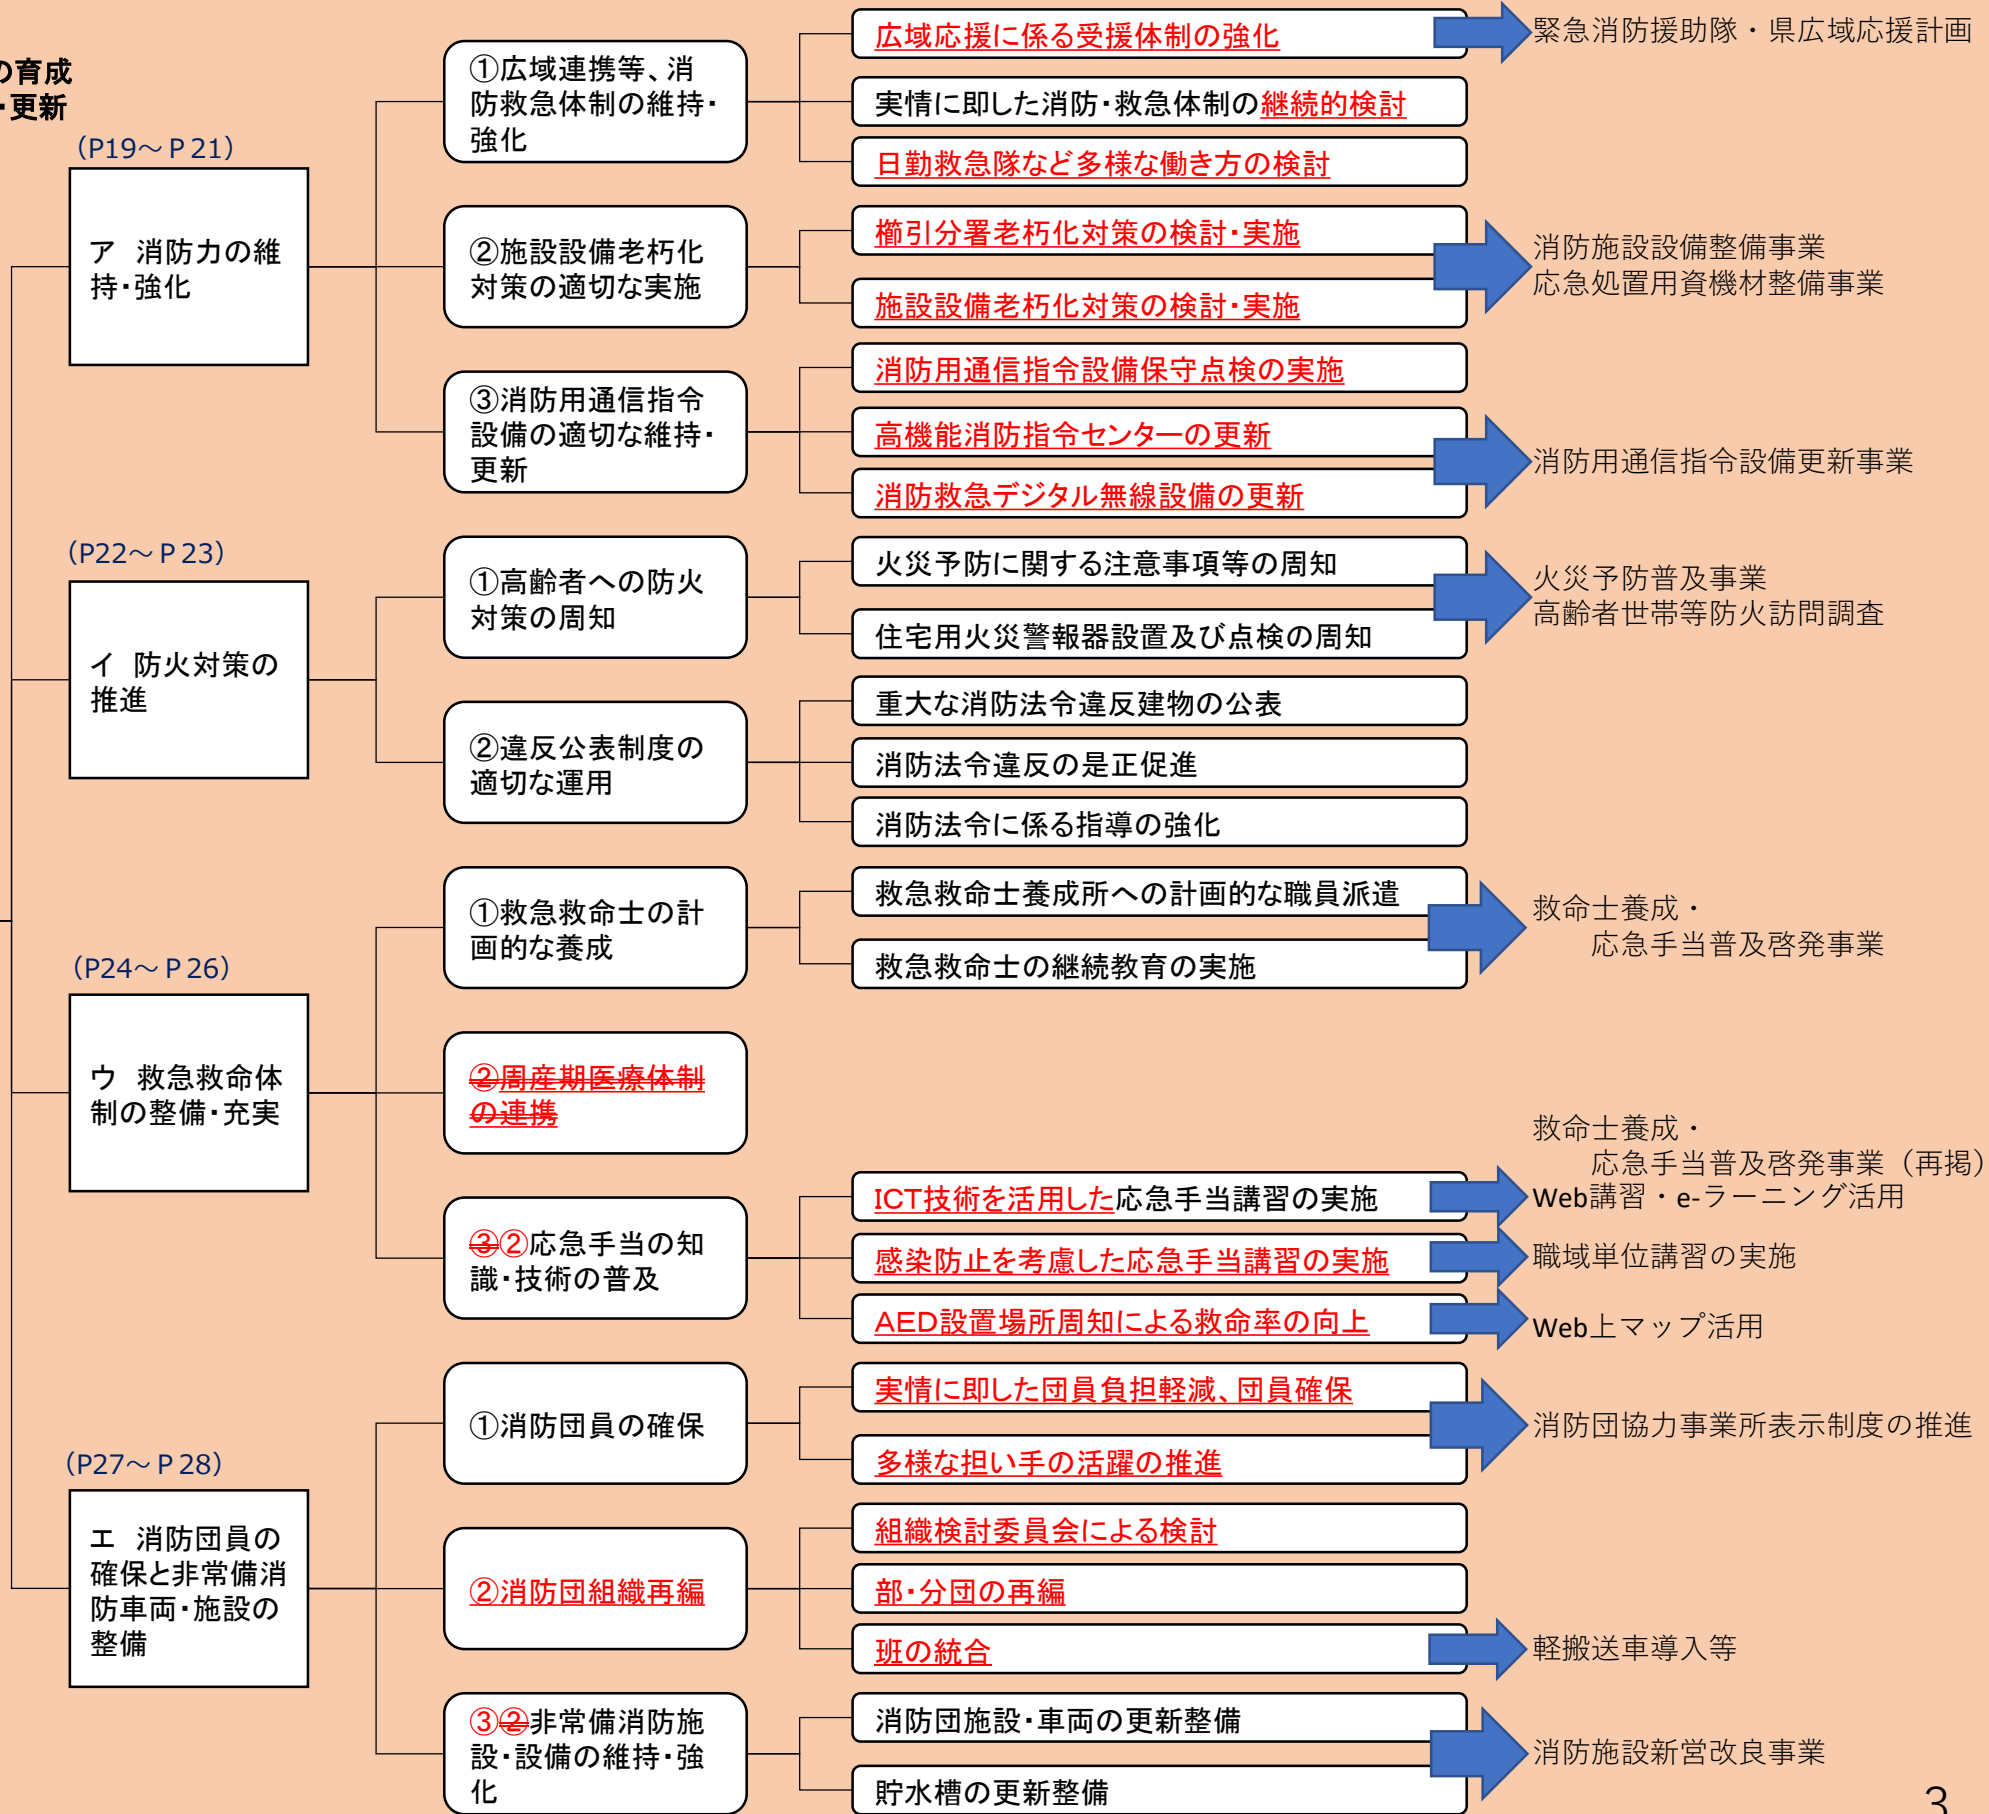 の育成
・更新
（P19～Ｐ21）
ア　消防力の維
持・強化
①広域連携等、消
防救急体制の維持・
強化
広域応援に係る受援体制の強化
緊急消防援助隊・県広域応援計画
実情に即した消防・救急体制の継続的検討
日勤救急隊など多様な働き方の検討
②施設設備老朽化
対策の適切な実施
櫛引分署老朽化対策の検討・実施
施設設備老朽化対策の検討・実施
消防施設設備整備事業
応急処置用資機材整備事業
③消防用通信指令
設備の適切な維持・
更新
消防用通信指令設備保守点検の実施
高機能消防指令センターの更新
消防救急デジタル無線設備の更新
消防用通信指令設備更新事業
（P22～Ｐ23）
イ　防火対策の
推進
①高齢者への防火
対策の周知
火災予防に関する注意事項等の周知
住宅用火災警報器設置及び点検の周知
火災予防普及事業
高齢者世帯等防火訪問調査
②違反公表制度の
適切な運用
重大な消防法令違反建物の公表
消防法令違反の是正促進
消防法令に係る指導の強化
（P24～Ｐ26）
ウ　救急救命体
制の整備・充実
①救急救命士の計
画的な養成
救急救命士養成所への計画的な職員派遣
救急救命士の継続教育の実施
救命士養成・
応急手当普及啓発事業
②周産期医療体制
の連携
③②応急手当の知
識・技術の普及
ICT技術を活用した応急手当講習の実施
感染防止を考慮した応急手当講習の実施
AED設置場所周知による救命率の向上
救命士養成・
応急手当普及啓発事業（再掲）
Web講習・e-ラーニング活用
職域単位講習の実施
Web上マップ活用
（P27～Ｐ28）
エ　消防団員の
確保と非常備消
防車両・施設の
整備
①消防団員の確保
実情に即した団員負担軽減、団員確保
多様な担い手の活躍の推進
消防団協力事業所表示制度の推進
②消防団組織再編
組織検討委員会による検討
部・分団の再編
班の統合
軽搬送車導入等
③②非常備消防施
設・設備の維持・強
化
消防団施設・車両の更新整備
貯水槽の更新整備
消防施設新営改良事業
3